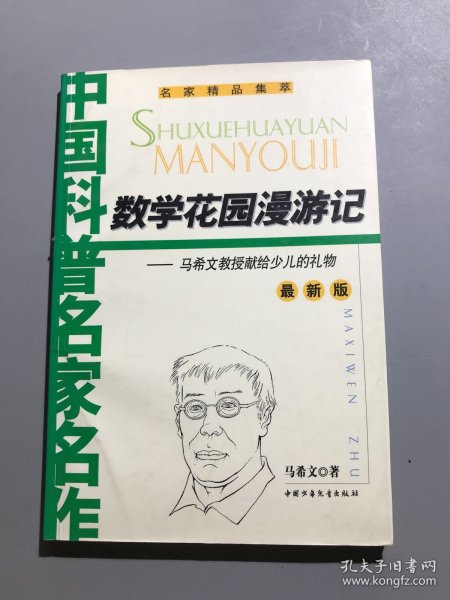 名家精品集萃
SHUXUEHUAYUAN
MANYOUJI
中国科普名家名作
数学花园漫游记
—— 马希文教授献给少儿的礼物
最新版
MAXIWEN ZHU
马希文◎著
中国少年儿童出版社
孔夫子旧书网
www.kongfz.com